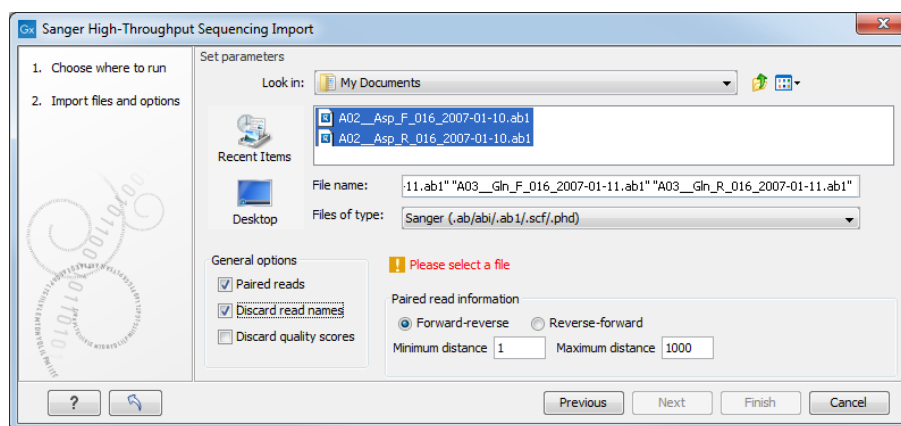 Gx Sanger High-Throughput Sequencing Import
1. Choose where to run
2. Import files and options
Set parameters
Look in: My Documents
Recent Items
Desktop
A02__Asp_F_016_2007-01-10.ab1
A02__Asp_R_016_2007-01-10.ab1
File name: -11.ab1" "A03__Gln_F_016_2007-01-11.ab1" "A03__Gln_R_016_2007-01-11.ab1"
Files of type: Sanger (.ab/abi/.ab1/.scf/.phd)
General options
Paired reads
Discard read names
Discard quality scores
! Please select a file
Paired read information
Forward-reverse Reverse-forward
Minimum distance 1 Maximum distance 1000
? Previous Next Finish Cancel